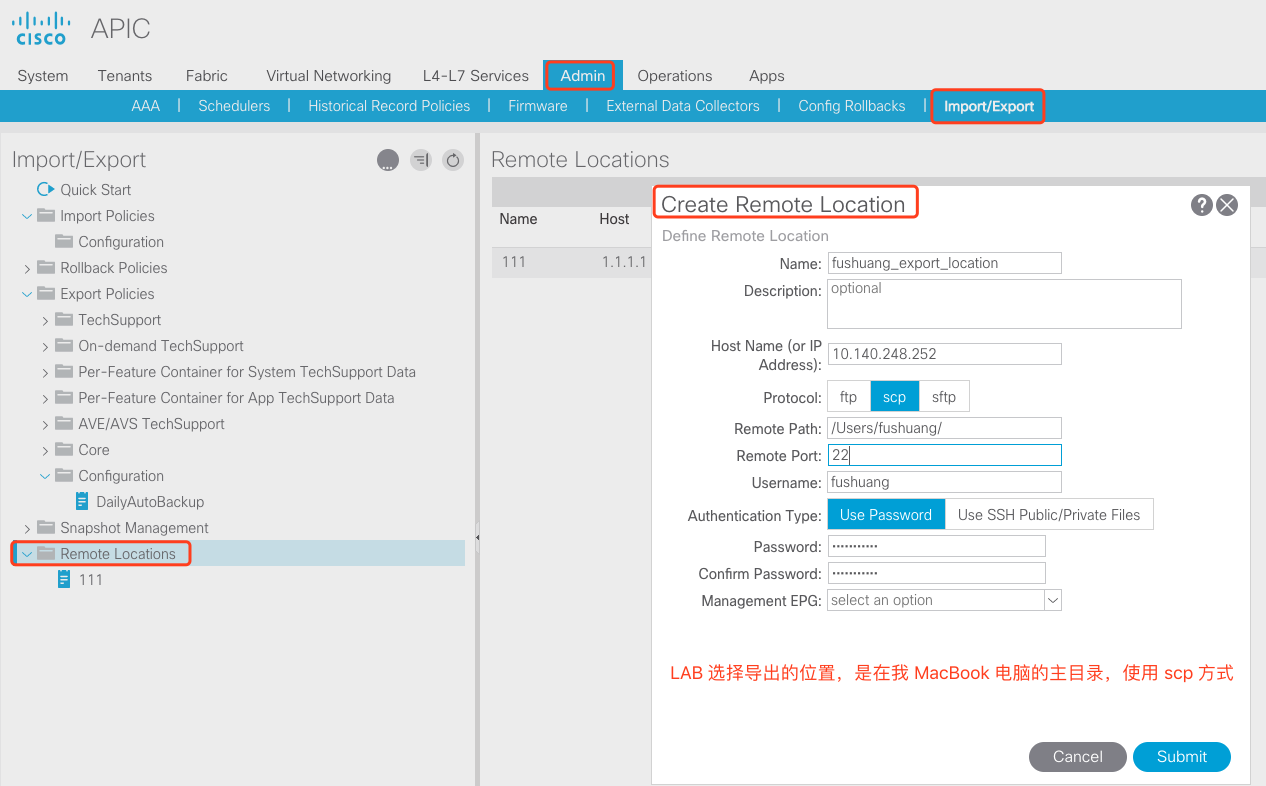 CISCO APIC
System Tenants Fabric Virtual Networking L4-L7 Services Admin Operations Apps
AAA | Schedulers | Historical Record Policies | Firmware | External Data Collectors | Config Rollbacks | Import/Export
Import/Export
Quick Start
Import Policies
Configuration
Rollback Policies
Export Policies
TechSupport
On-demand TechSupport
Per-Feature Container for System TechSupport Data
Per-Feature Container for App TechSupport Data
AVE/AVS TechSupport
Core
Configuration
DailyAutoBackup
Snapshot Management
Remote Locations
111
Remote Locations
Name Host
111 1.1.1.1
Create Remote Location
Define Remote Location
Name: fushuang_export_location
Description: optional
Host Name (or IP
Address): 10.140.248.252
Protocol: ftp scp sftp
Remote Path: /Users/fushuang/
Remote Port: 22
Username: fushuang
Authentication Type: Use Password Use SSH Public/Private Files
Password: •••••••••••
Confirm Password: •••••••••••
Management EPG: select an option
LAB 选择导出的位置，是在我 MacBook 电脑的主目录，使用 scp 方式
Cancel Submit